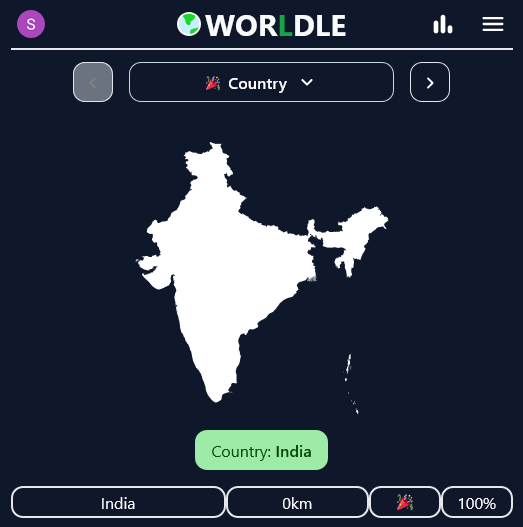 S
WORLDLE
🎉 Country
Country: India
India 0km 🎉 100%